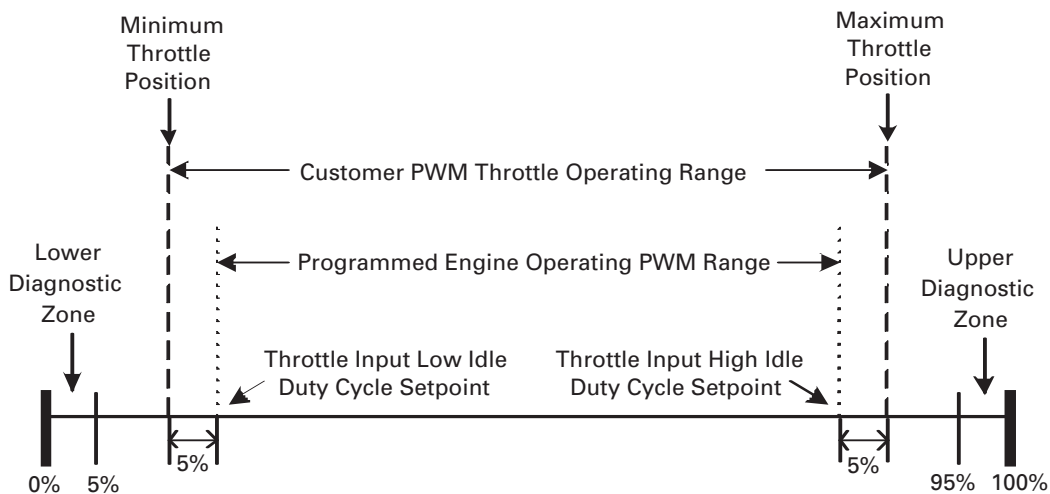 Minimum
Throttle
Position
Maximum
Throttle
Position
Customer PWM Throttle Operating Range
Lower
Diagnostic
Zone
Programmed Engine Operating PWM Range
Upper
Diagnostic
Zone
Throttle Input Low Idle
Duty Cycle Setpoint
Throttle Input High Idle
Duty Cycle Setpoint
5%
5%
0%
5%
95%
100%